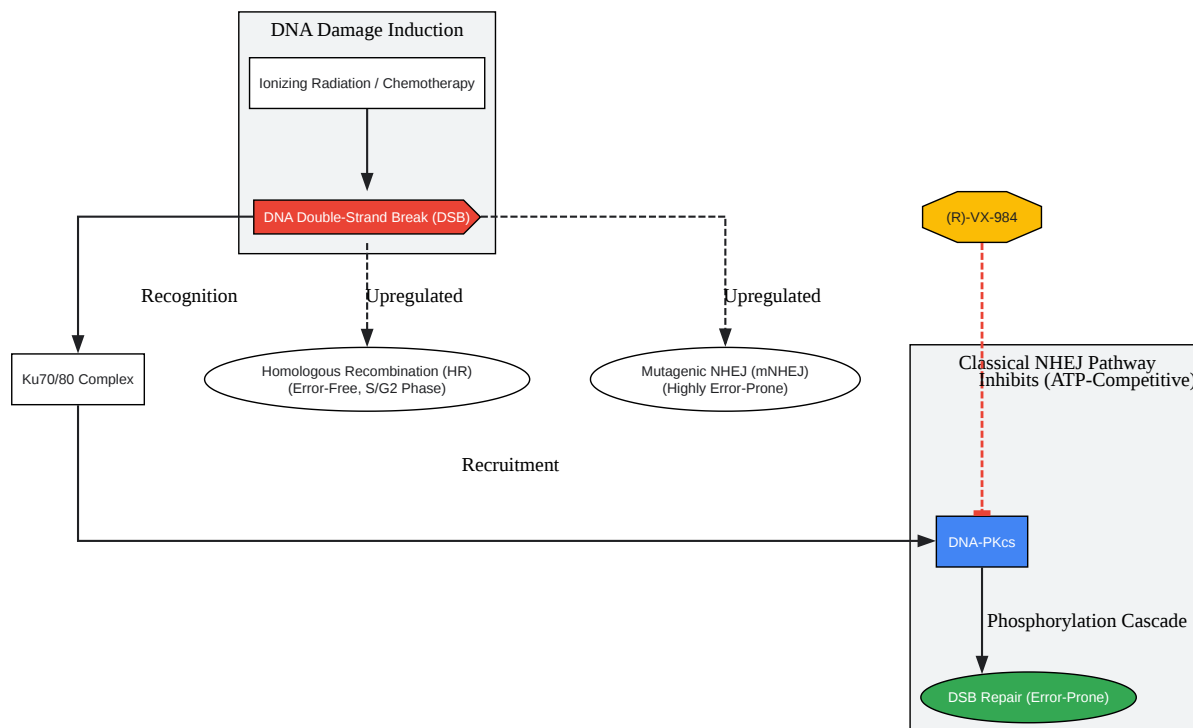 DNA Damage Induction
Ionizing Radiation / Chemotherapy
DNA Double-Strand Break (DSB)
(R)-VX-984
Recognition
Upregulated
Upregulated
Ku70/80 Complex
Homologous Recombination (HR)
(Error-Free, S/G2 Phase)
Mutagenic NHEJ (mNHEJ)
(Highly Error-Prone)
Classical NHEJ Pathway
Inhibits (ATP-Competitive)
Recruitment
DNA-PKcs
Phosphorylation Cascade
DSB Repair (Error-Prone)